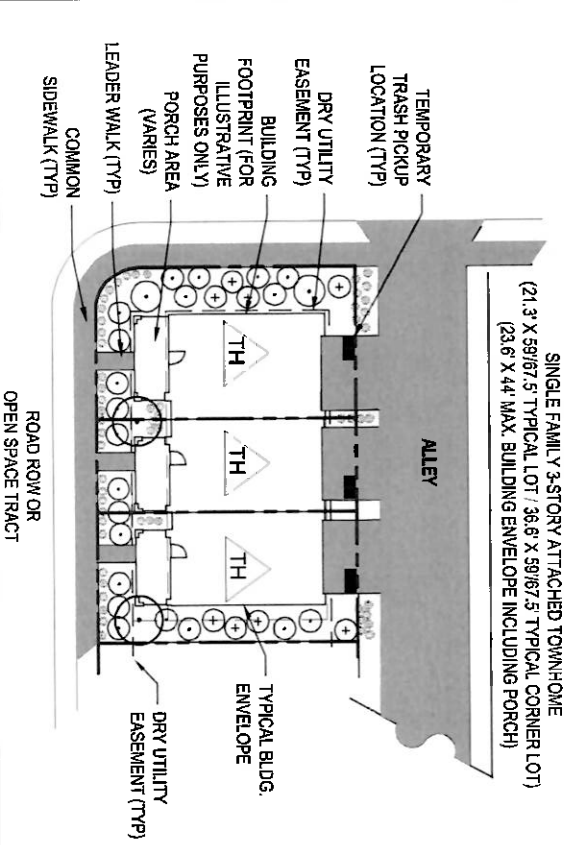 SINGLE FAMILY 3-STORY ATTACHED TOWNHOME
(21.3' X 59'/67.5' TYPICAL LOT / 36.6' X 59'/67.5' TYPICAL CORNER LOT)
(23.6' X 44' MAX. BUILDING ENVELOPE INCLUDING PORCH)
TEMPORARY
TRASH PICKUP
LOCATION (TYP)
DRY UTILITY
EASEMENT (TYP)
BUILDING
FOOTPRINT (FOR
ILLUSTRATIVE
PURPOSES ONLY)
PORCH AREA
(VARIES)
LEADER WALK (TYP)
COMMON
SIDEWALK (TYP)
ALLEY
TH
TH
TH
TYPICAL BLDG.
ENVELOPE
DRY UTILITY
EASEMENT (TYP)
ROAD ROW OR
OPEN SPACE TRACT